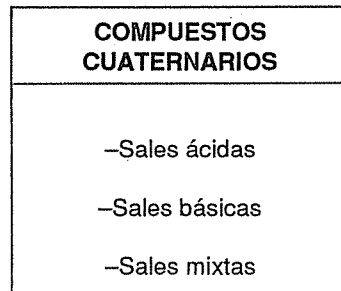 COMPUESTOS
CUATERNARIOS
–Sales ácidas
–Sales básicas
–Sales mixtas